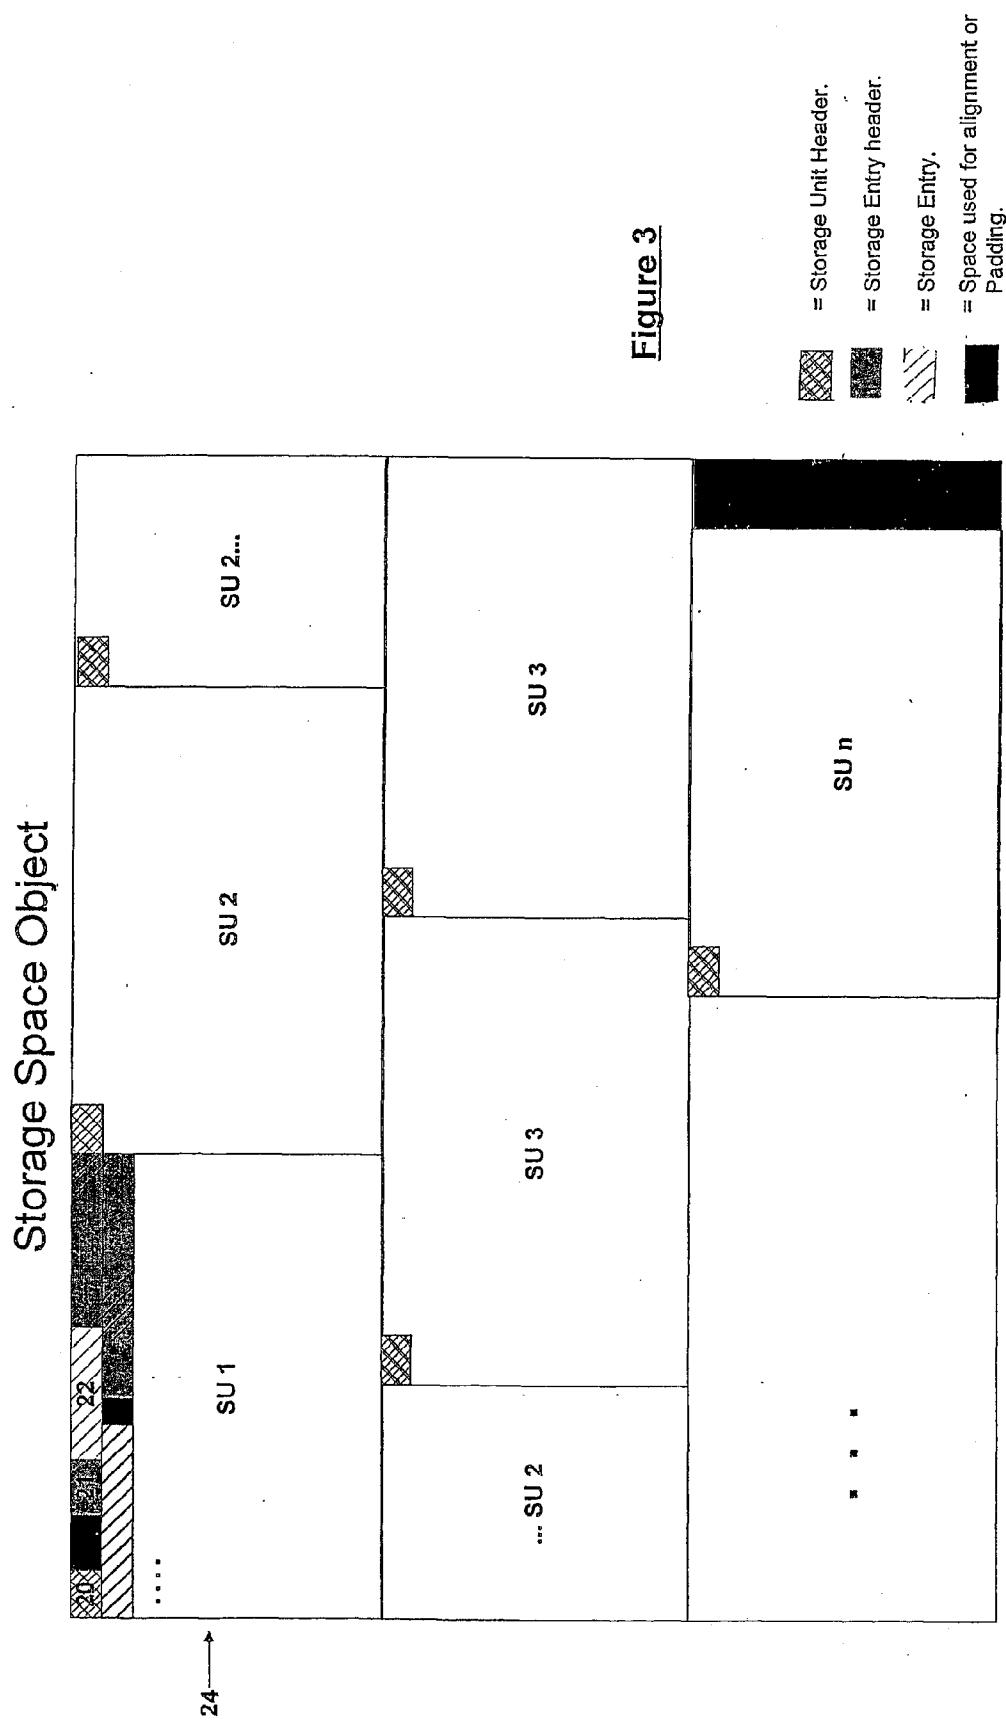 Storage Space Object
20
21
22
24
....
SU 1
SU 2
SU 2...
... SU 2
SU 3
SU 3
. . .
SU n
Figure 3
= Storage Unit Header.
= Storage Entry header.
= Storage Entry.
= Space used for alignment or
Padding.